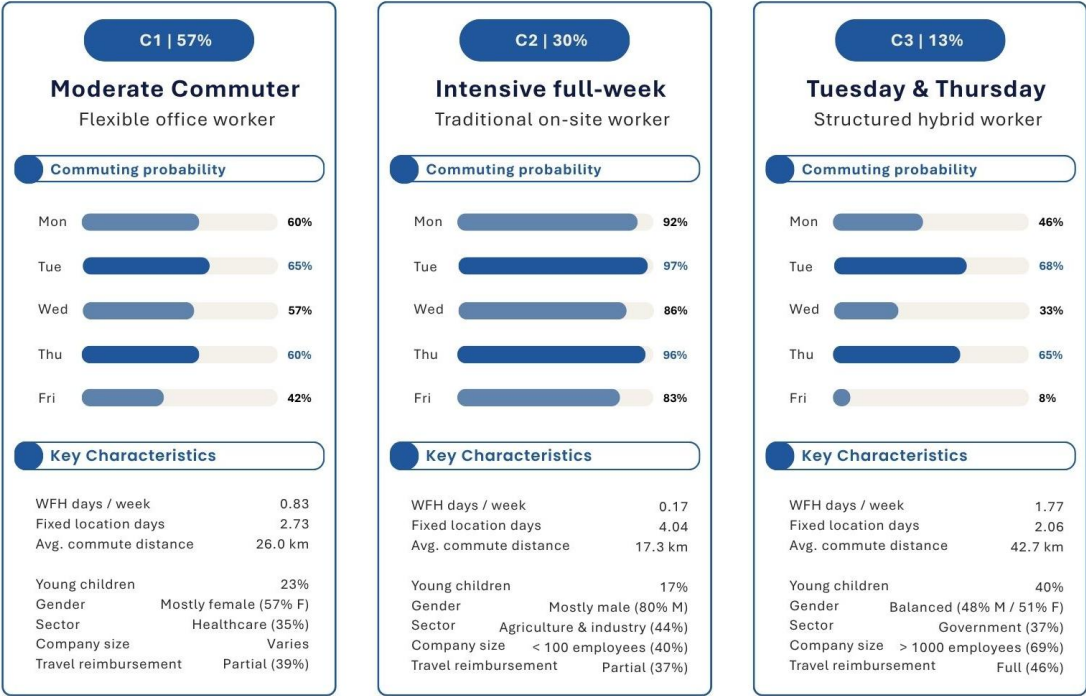 C1 | 57%
Moderate Commuter
Flexible office worker
Commuting probability
Mon 60%
Tue 65%
Wed 57%
Thu 60%
Fri 42%
Key Characteristics
WFH days / week 0.83
Fixed location days 2.73
Avg. commute distance 26.0 km
Young children 23%
Gender Mostly female (57% F)
Sector Healthcare (35%)
Company size Varies
Travel reimbursement Partial (39%)
C2 | 30%
Intensive full-week
Traditional on-site worker
Commuting probability
Mon 92%
Tue 97%
Wed 86%
Thu 96%
Fri 83%
Key Characteristics
WFH days / week 0.17
Fixed location days 4.04
Avg. commute distance 17.3 km
Young children 17%
Gender Mostly male (80% M)
Sector Agriculture & industry (44%)
Company size < 100 employees (40%)
Travel reimbursement Partial (37%)
C3 | 13%
Tuesday & Thursday
Structured hybrid worker
Commuting probability
Mon 46%
Tue 68%
Wed 33%
Thu 65%
Fri 8%
Key Characteristics
WFH days / week 1.77
Fixed location days 2.06
Avg. commute distance 42.7 km
Young children 40%
Gender Balanced (48% M / 51% F)
Sector Government (37%)
Company size > 1000 employees (69%)
Travel reimbursement Full (46%)